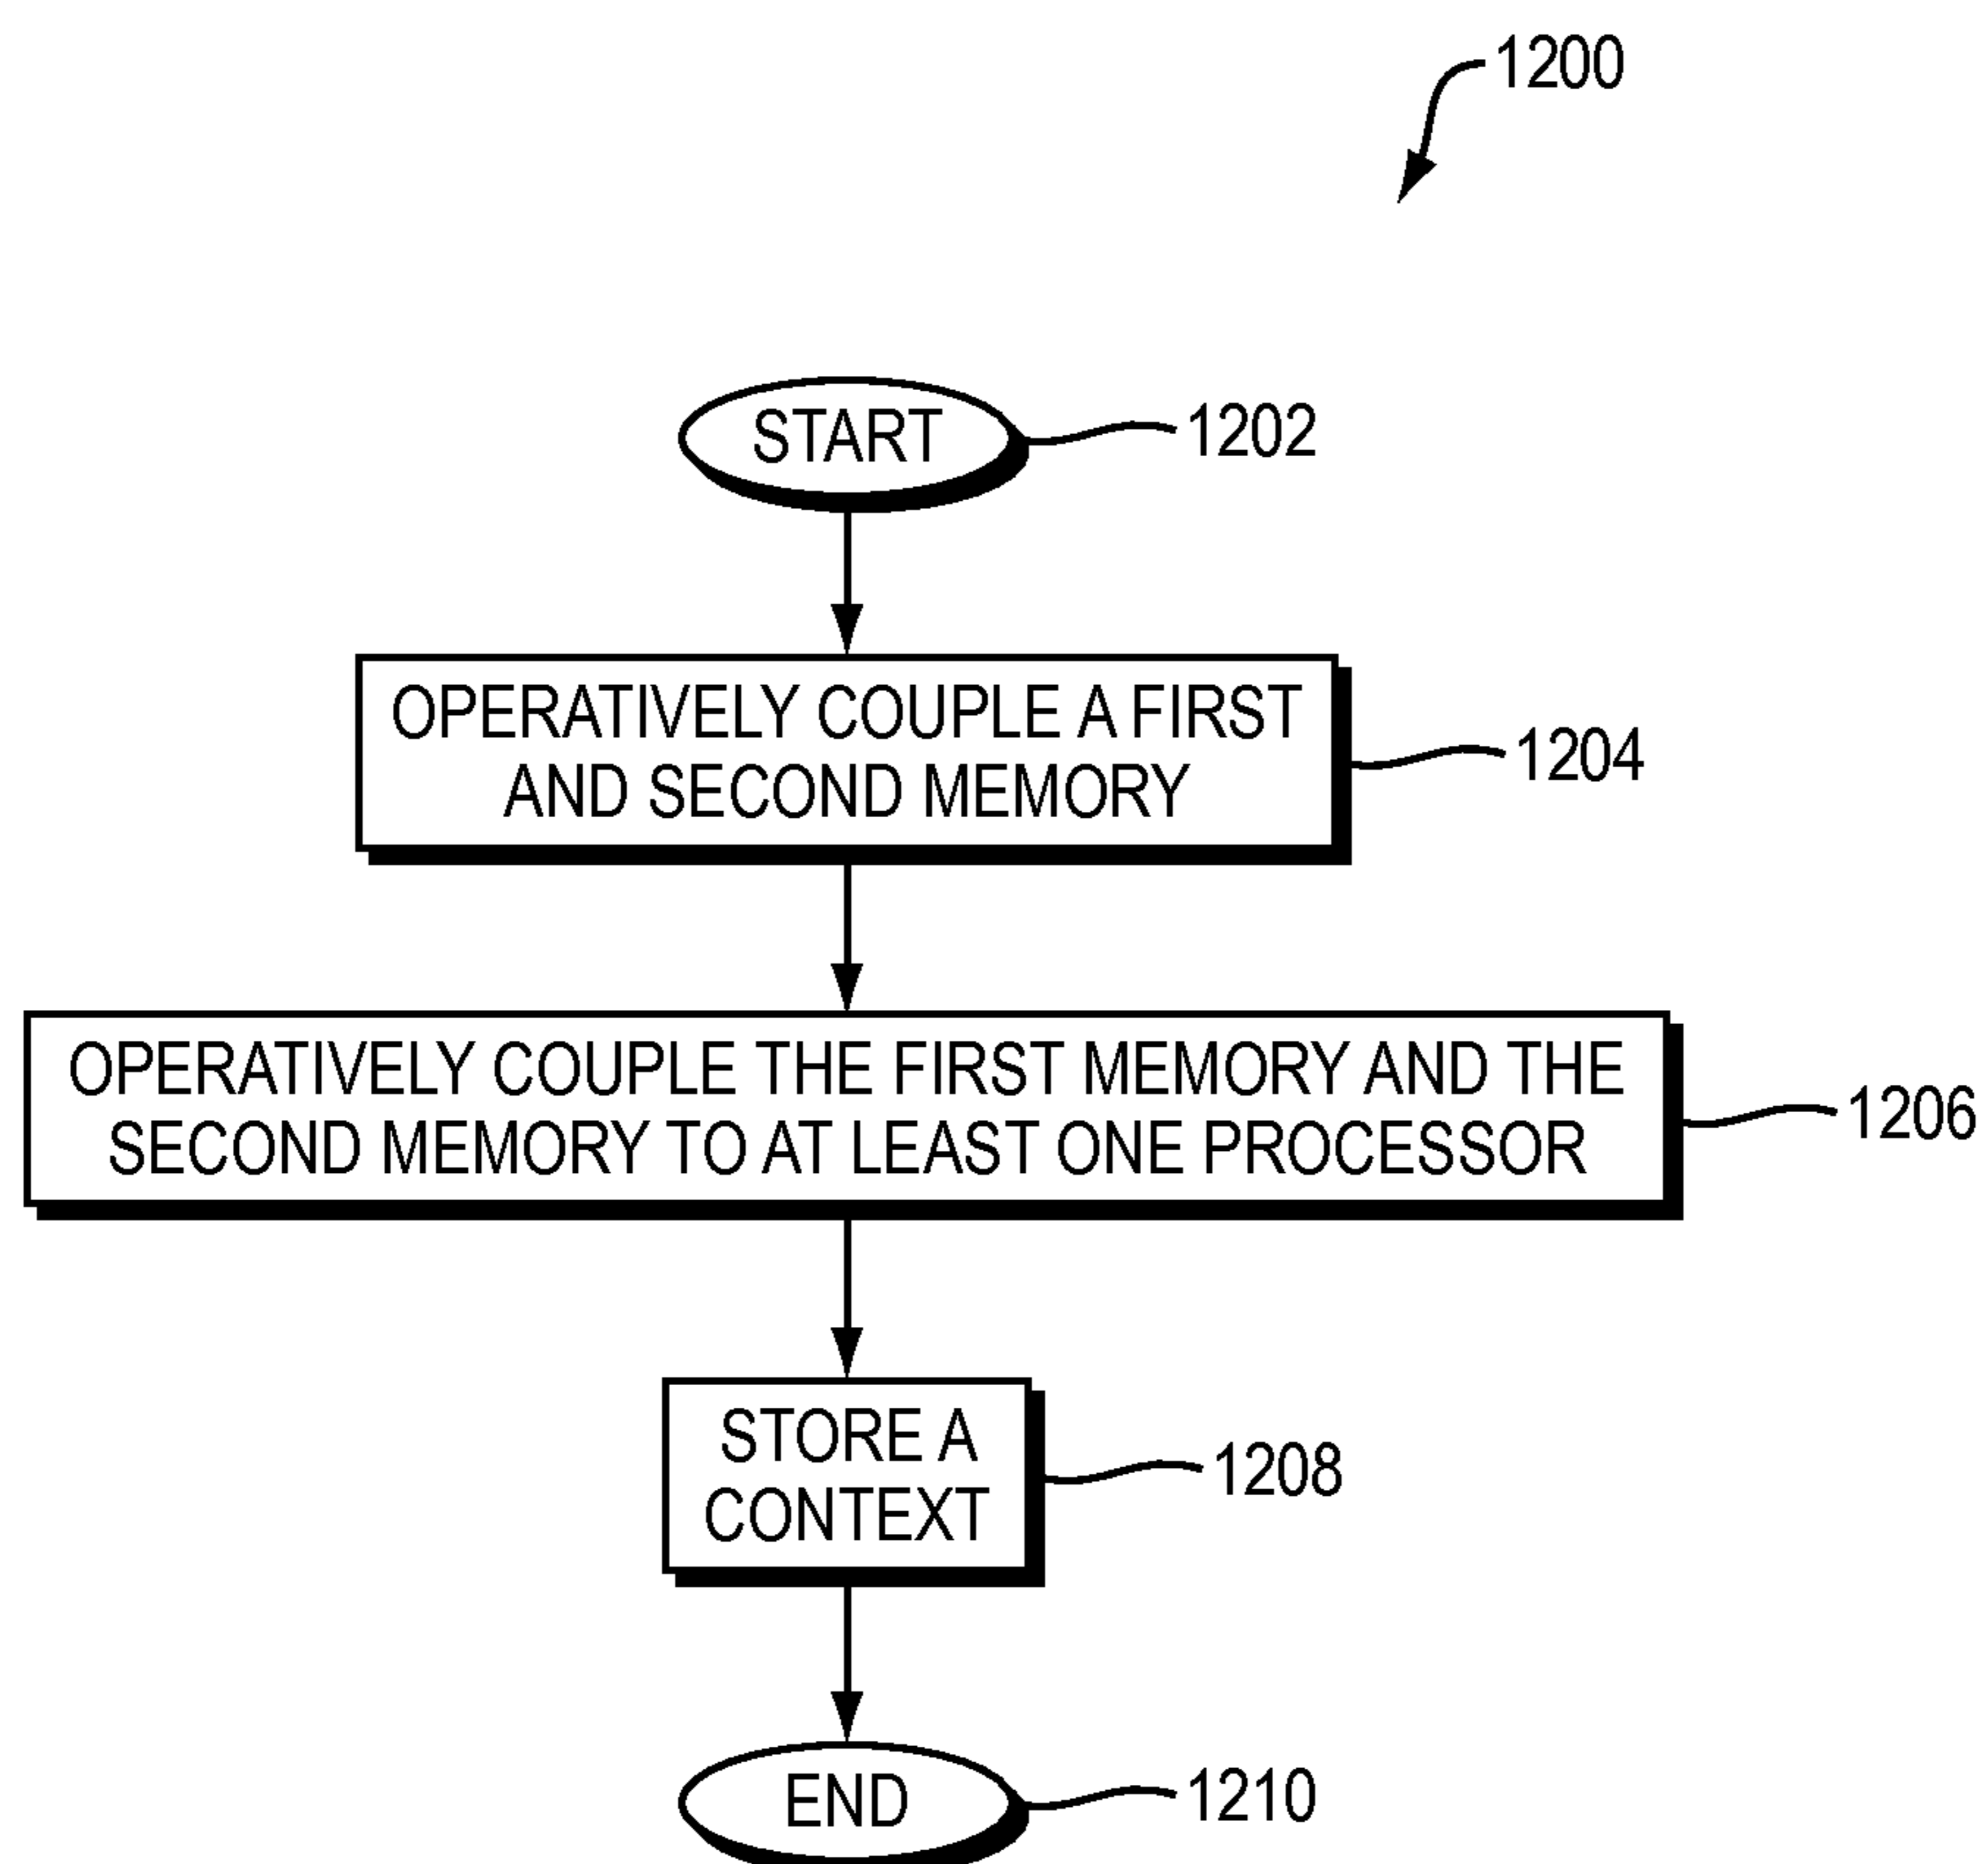 1200
START
1202
OPERATIVELY COUPLE A FIRST
AND SECOND MEMORY
1204
OPERATIVELY COUPLE THE FIRST MEMORY AND THE
SECOND MEMORY TO AT LEAST ONE PROCESSOR
1206
STORE A
CONTEXT
1208
END
1210